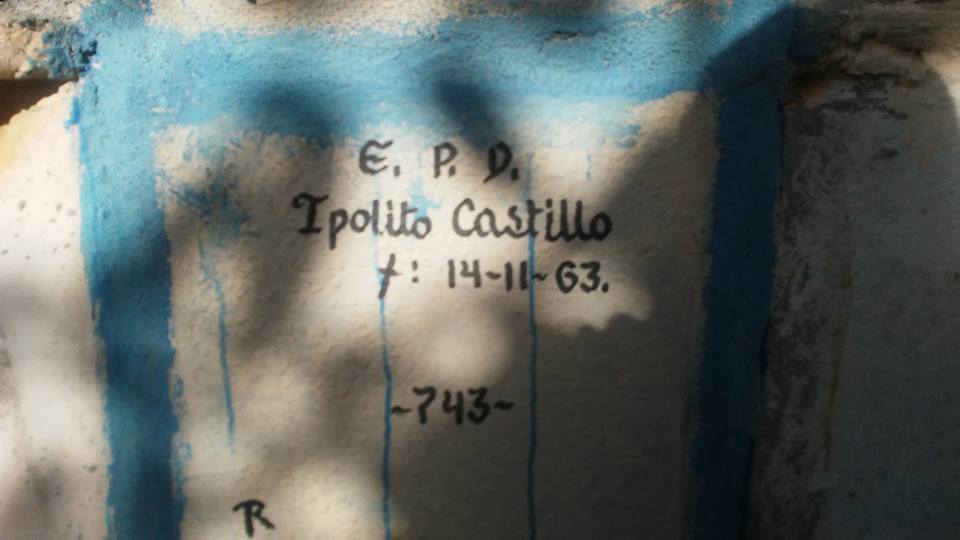 E. P. D.
Ipolito Castillo
†: 14-11-63.
-743-
R